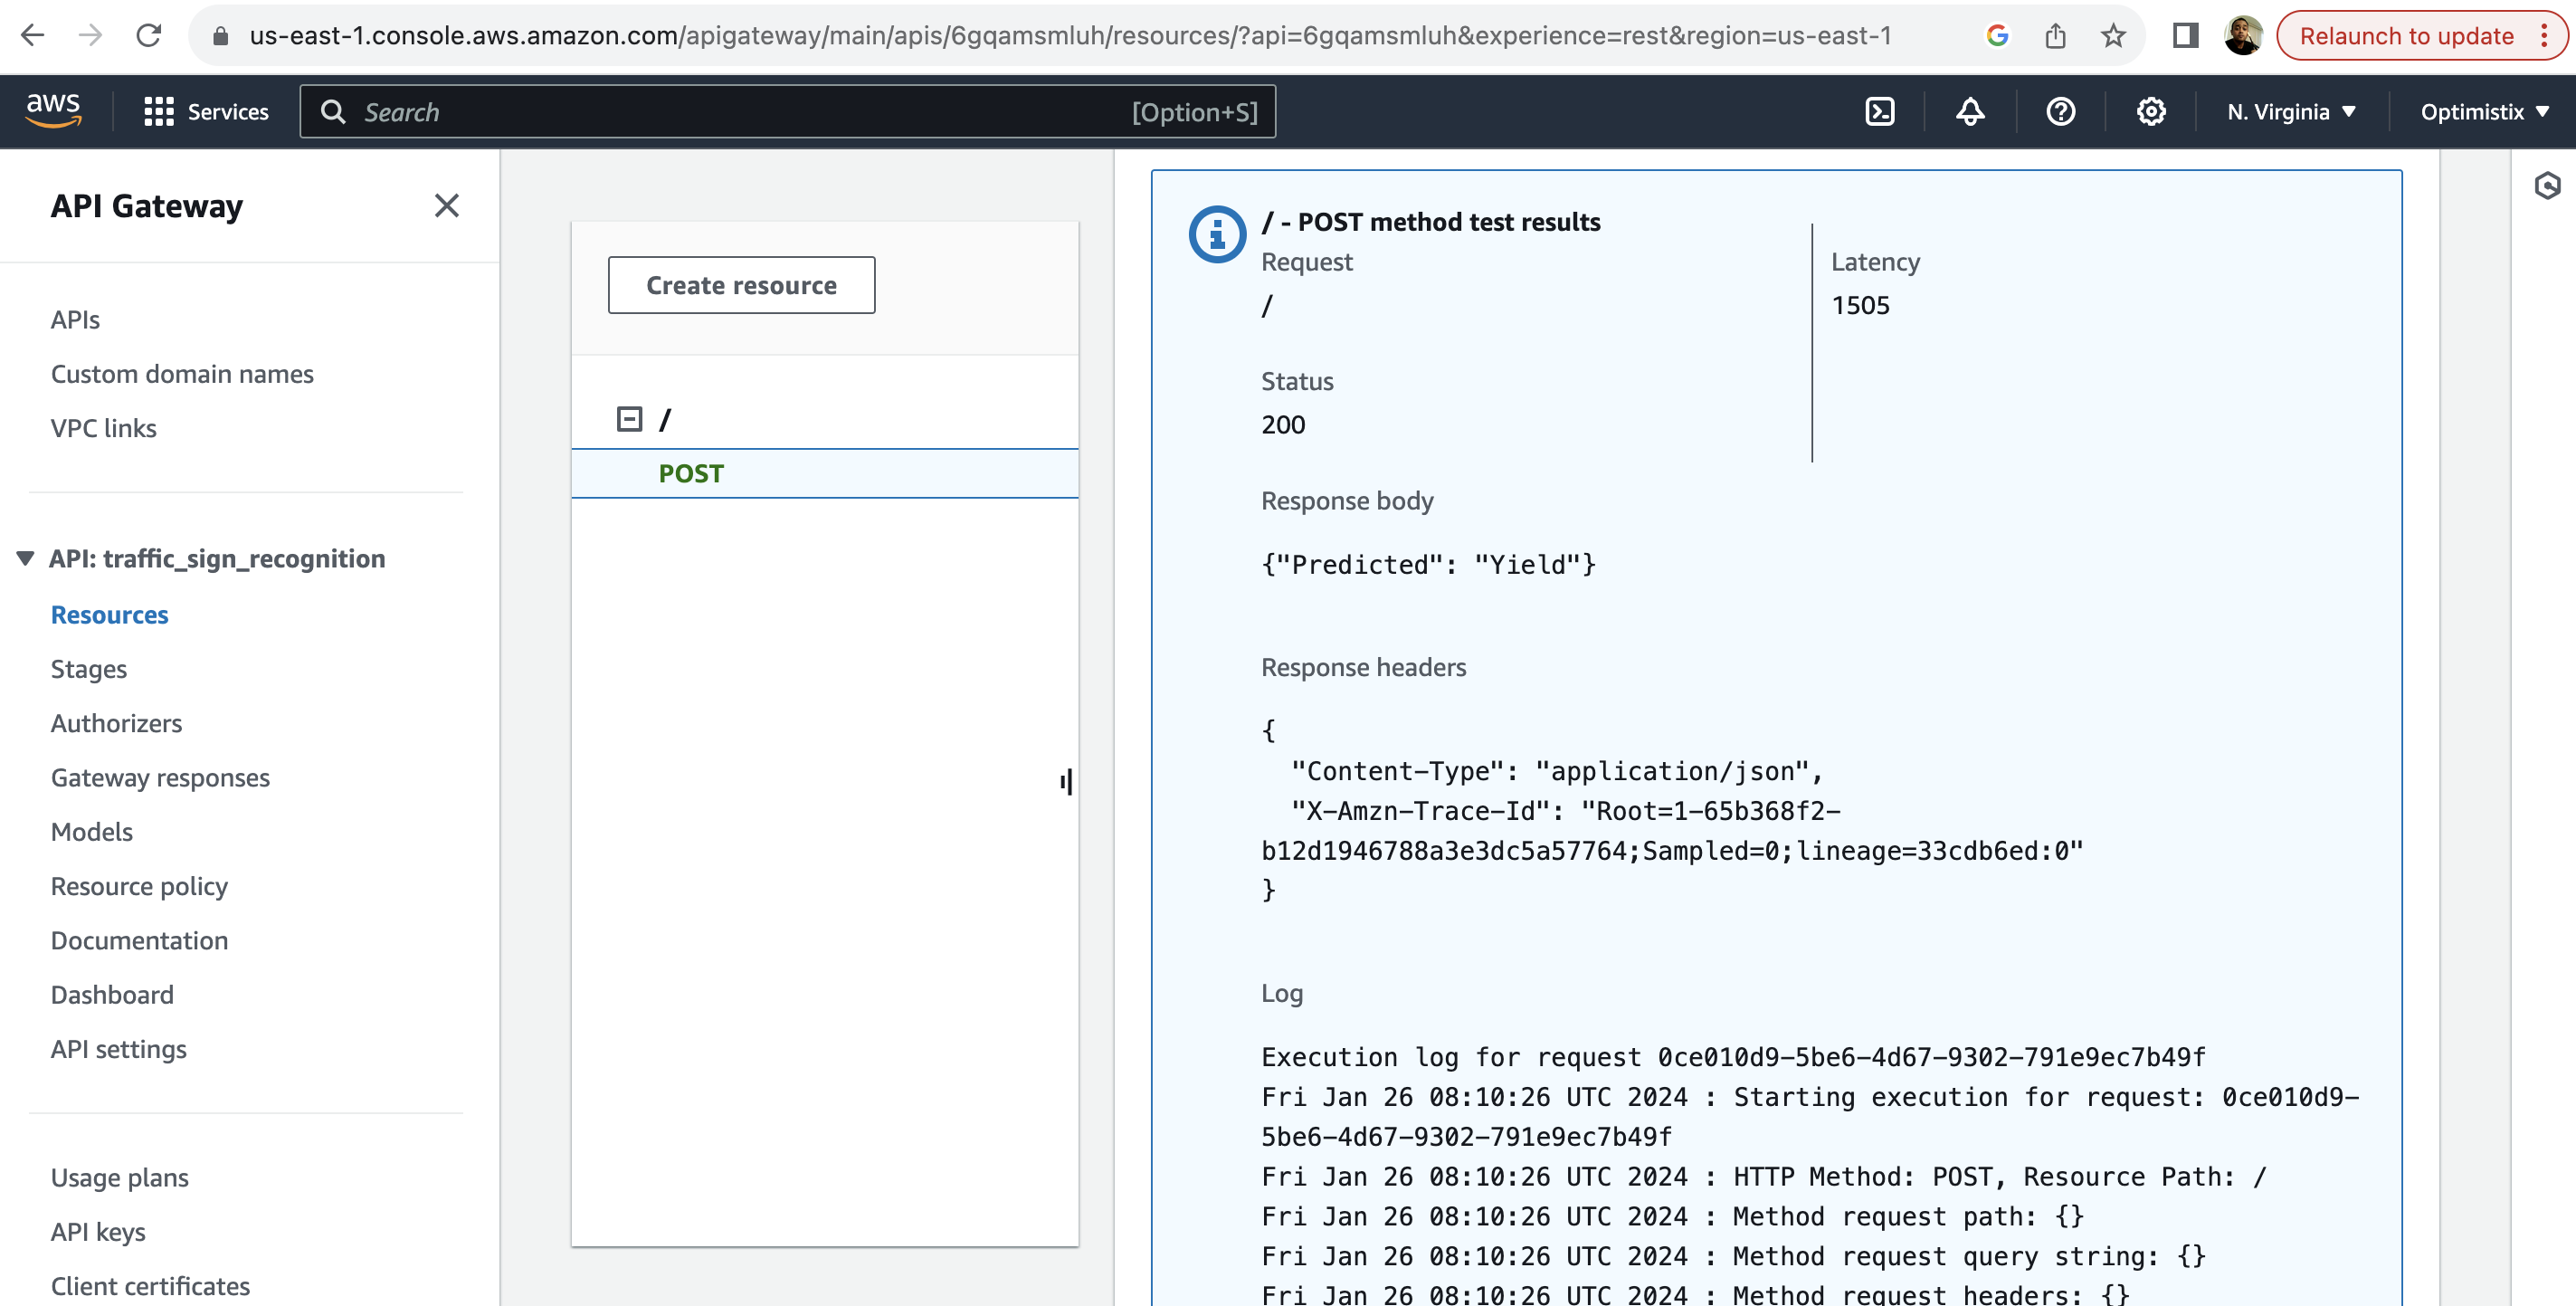 us-east-1.console.aws.amazon.com/apigateway/main/apis/6gqamsmluh/resources/?api=6gqamsmluh&experience=rest&region=us-east-1
Relaunch to update
aws
Services
Search
[Option+S]
N. Virginia
Optimistix
API Gateway
APIs
Custom domain names
VPC links
API: traffic_sign_recognition
Resources
Stages
Authorizers
Gateway responses
Models
Resource policy
Documentation
Dashboard
API settings
Usage plans
API keys
Client certificates
Create resource
/
POST
/ - POST method test results
Request
/
Latency
1505
Status
200
Response body
{"Predicted": "Yield"}
Response headers
{
"Content-Type": "application/json",
"X-Amzn-Trace-Id": "Root=1-65b368f2-
b12d1946788a3e3dc5a57764;Sampled=0;lineage=33cdb6ed:0"
}
Log
Execution log for request 0ce010d9-5be6-4d67-9302-791e9ec7b49f
Fri Jan 26 08:10:26 UTC 2024 : Starting execution for request: 0ce010d9-
5be6-4d67-9302-791e9ec7b49f
Fri Jan 26 08:10:26 UTC 2024 : HTTP Method: POST, Resource Path: /
Fri Jan 26 08:10:26 UTC 2024 : Method request path: {}
Fri Jan 26 08:10:26 UTC 2024 : Method request query string: {}
Fri Jan 26 08:10:26 UTC 2024 : Method request headers: {}